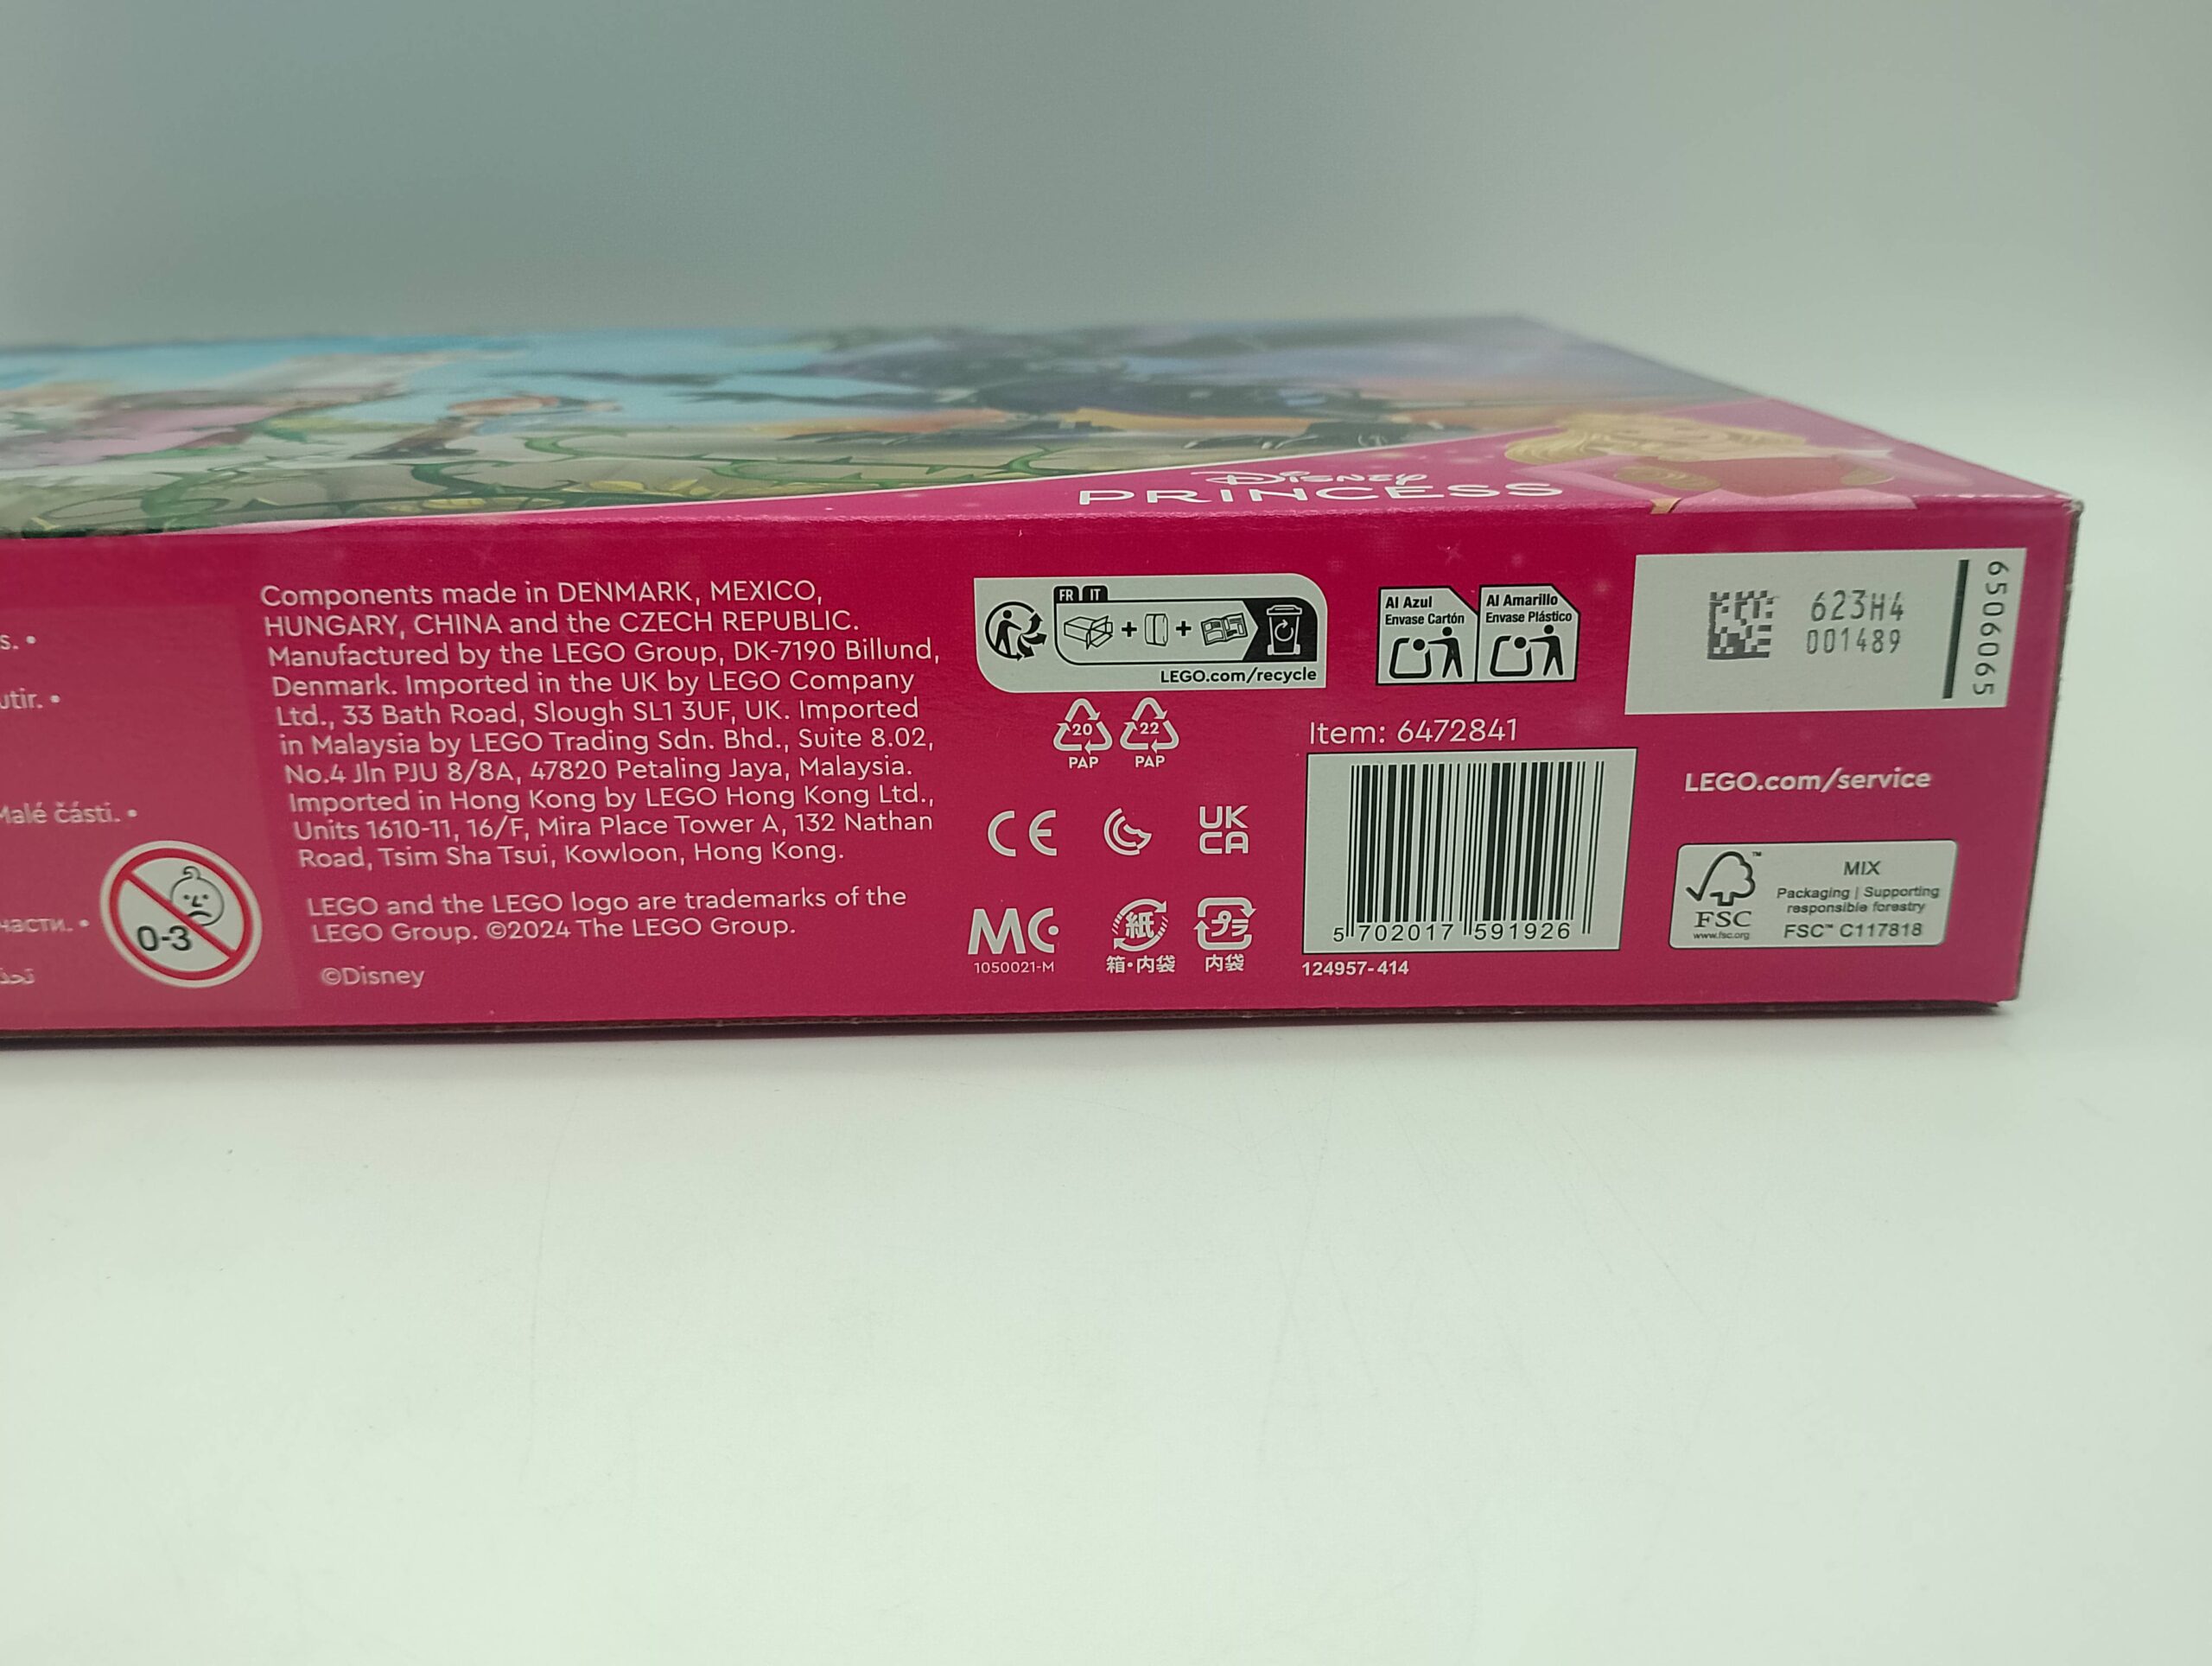 Disney
PRINCESS
s. •
utir. •
Malé části. •
части. •
0-3
Components made in DENMARK, MEXICO,
HUNGARY, CHINA and the CZECH REPUBLIC.
Manufactured by the LEGO Group, DK-7190 Billund,
Denmark. Imported in the UK by LEGO Company
Ltd., 33 Bath Road, Slough SL1 3UF, UK. Imported
in Malaysia by LEGO Trading Sdn. Bhd., Suite 8.02,
No.4 Jln PJU 8/8A, 47820 Petaling Jaya, Malaysia.
Imported in Hong Kong by LEGO Hong Kong Ltd.,
Units 1610-11, 16/F, Mira Place Tower A, 132 Nathan
Road, Tsim Sha Tsui, Kowloon, Hong Kong.
LEGO and the LEGO logo are trademarks of the
LEGO Group. ©2024 The LEGO Group.
©Disney
FR IT
LEGO.com/recycle
20 22
PAP PAP
CE
UK
CA
MC
1050021-M
紙
箱・内袋
プラ
内袋
Al Azul
Envase Cartón
Al Amarillo
Envase Plástico
Item: 6472841
5 702017 591926
124957-414
623H4
001489
6506065
LEGO.com/service
FSC
www.fsc.org
MIX
Packaging | Supporting
responsible forestry
FSC™ C117818